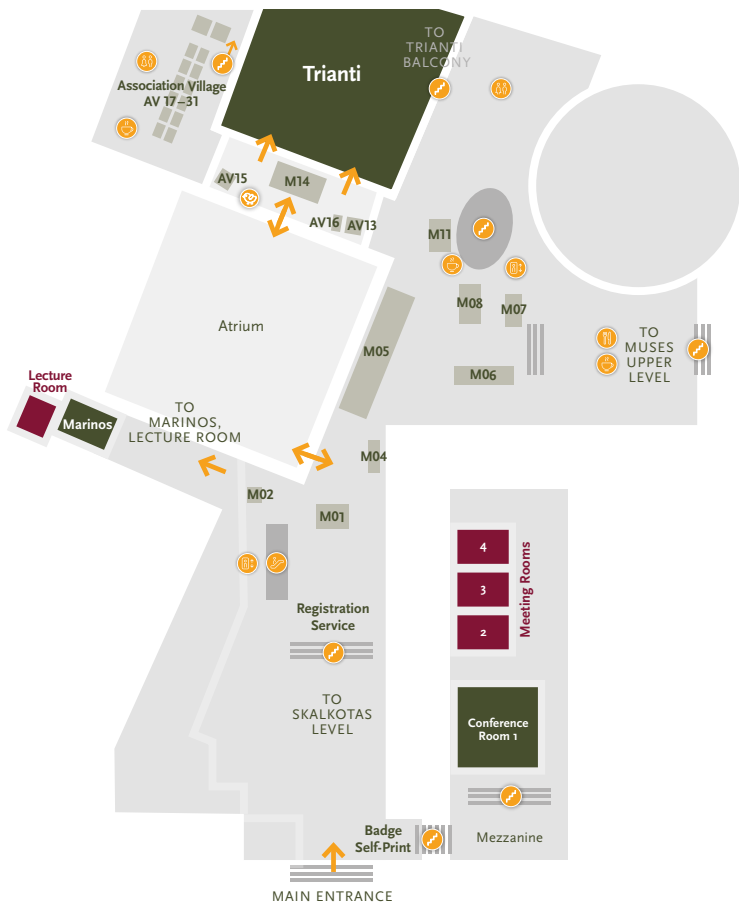 TO
TRIANTI
BALCONY
Trianti
Association Village
AV 17–31
AV15
M14
AV16
AV13
M11
M08
M07
Atrium
M05
TO
MUSES
UPPER
LEVEL
M06
Lecture
Room
Marinos
TO
MARINOS,
LECTURE ROOM
M04
M02
M01
4
3
2
Meeting Rooms
Registration
Service
TO
SKALKOTAS
LEVEL
Conference
Room 1
Badge
Self-Print
Mezzanine
MAIN ENTRANCE